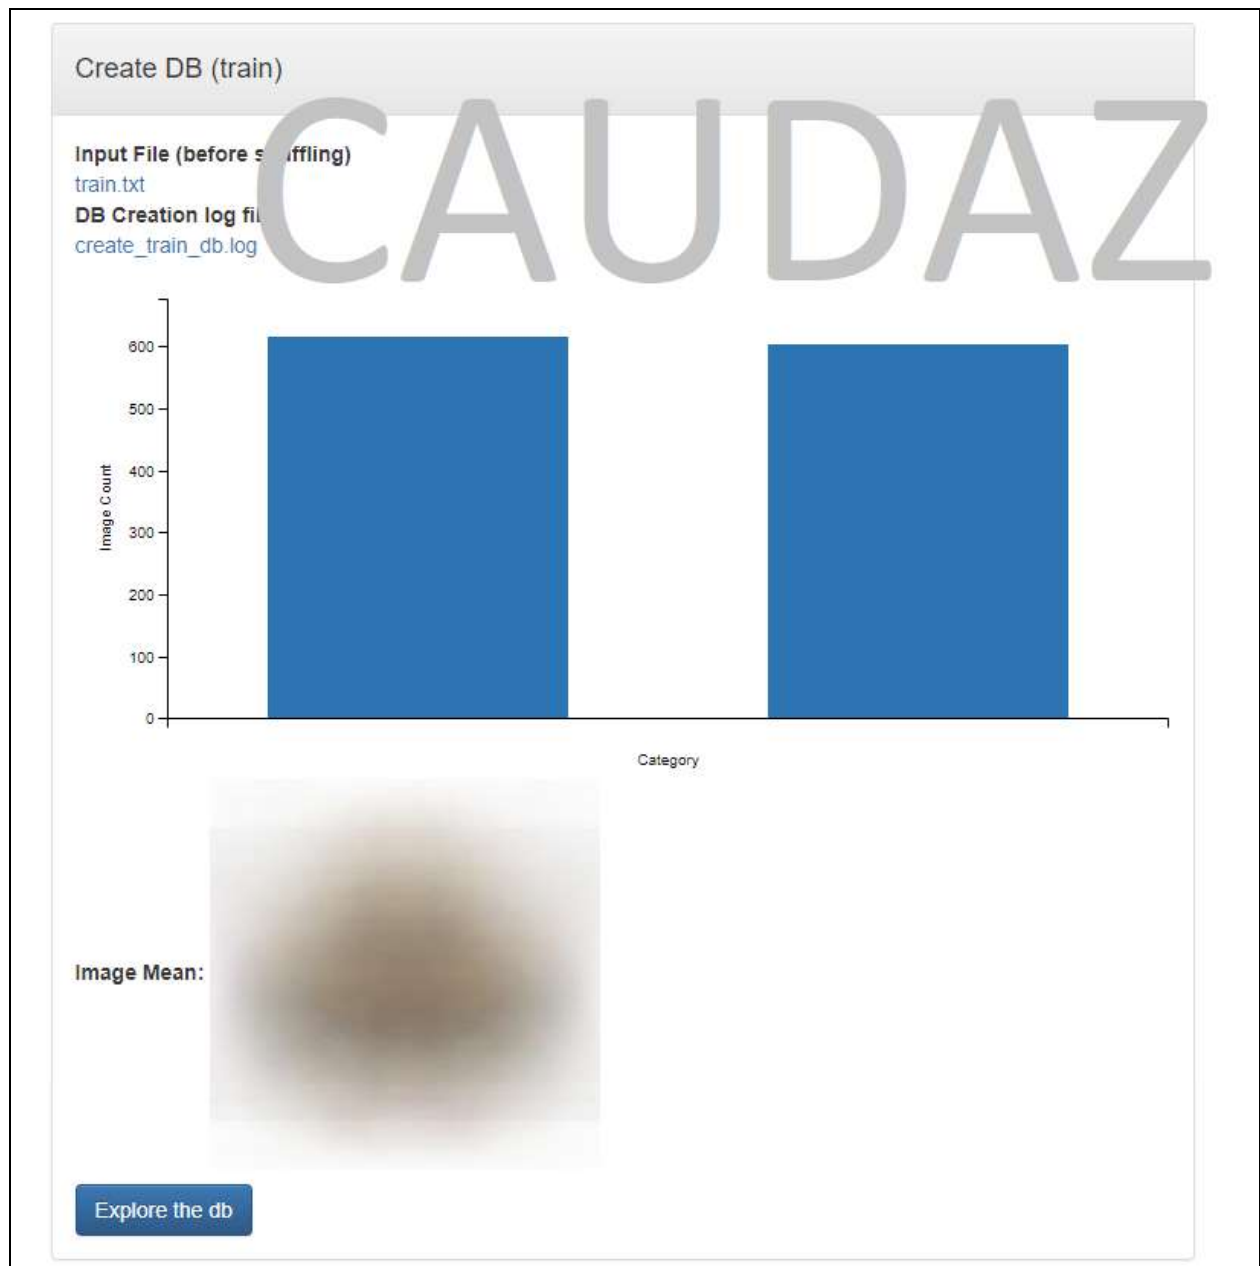 Create DB (train)
CAUDAZ
Input File (before s ffling)
train.txt
DB Creation log fi
create_train_db.log
600
500
400
300
200
100
0
Image Count
Category
Image Mean:
Explore the db